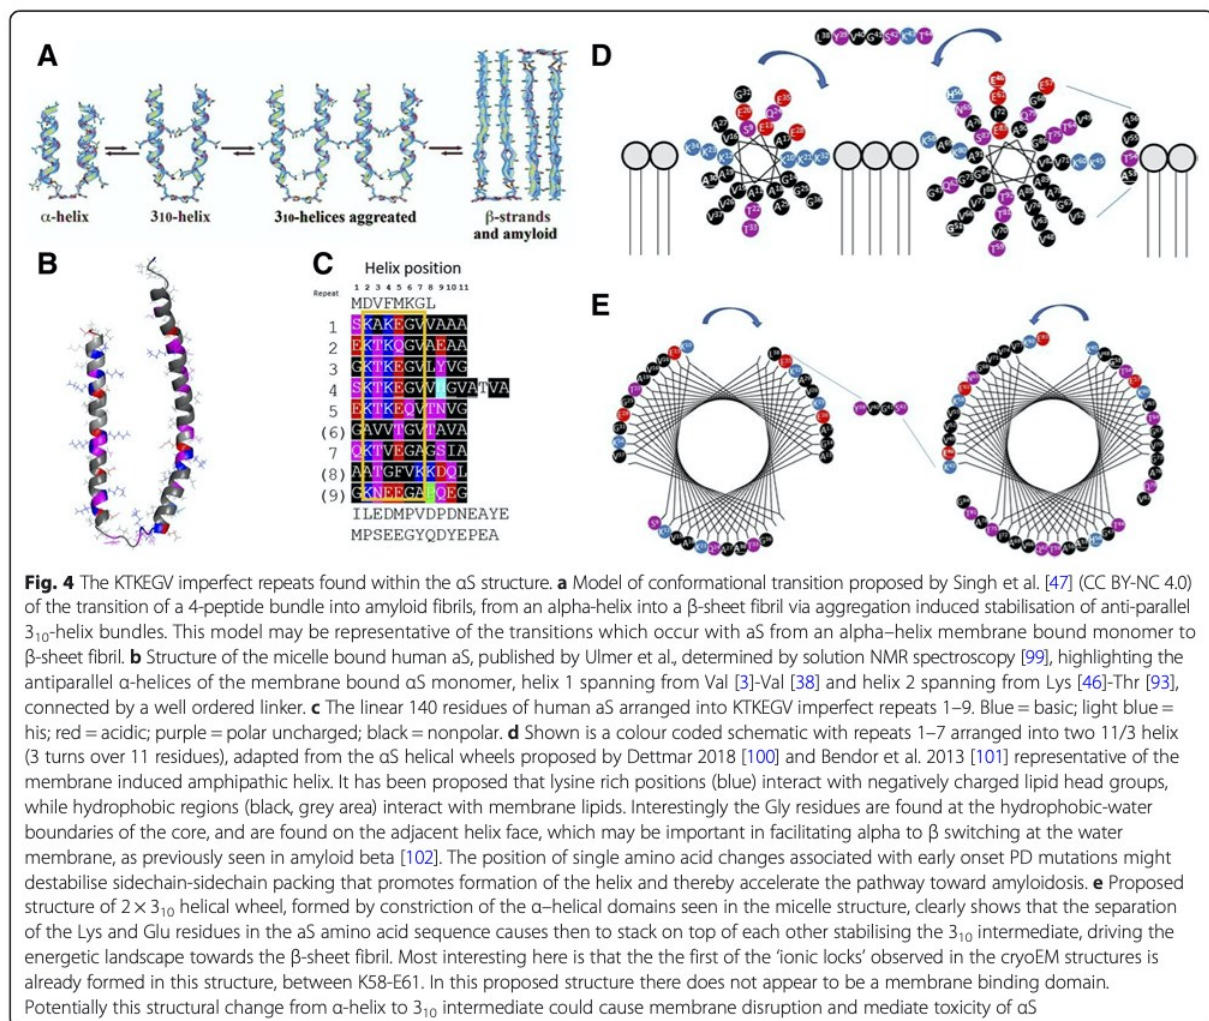 A
α-helix
3₁₀-helix
3₁₀-helices aggreated
β-strands
and amyloid
B
C
Helix position
1 2 3 4 5 6 7 8 9 10 11
Repeat
MDVFMKGL
1 SKAKEGVVAAA
2 EKTKQGVAEAA
3 GKTKEGVLYVG
4 SKTKEGVVDGVATVA
5 EKTKEQVTNVG
(6) GAVVTGVTAVA
7 QKTVEGAGSIA
(8) AATGFVKKDQL
(9) GKNEEGAPQEG
ILEDMPVDPDNEAYE
MPSEEGYQDYEPEA
D
L³⁸ Y³⁹ V⁴⁰ G⁴¹ S⁴² K⁴³ T⁴⁴
E
Fig. 4 The KTKEGV imperfect repeats found within the αS structure. a Model of conformational transition proposed by Singh et al. [47] (CC BY-NC 4.0)
of the transition of a 4-peptide bundle into amyloid fibrils, from an alpha-helix into a β-sheet fibril via aggregation induced stabilisation of anti-parallel
3₁₀-helix bundles. This model may be representative of the transitions which occur with aS from an alpha–helix membrane bound monomer to
β-sheet fibril. b Structure of the micelle bound human aS, published by Ulmer et al., determined by solution NMR spectroscopy [99], highlighting the
antiparallel α-helices of the membrane bound αS monomer, helix 1 spanning from Val [3]-Val [38] and helix 2 spanning from Lys [46]-Thr [93],
connected by a well ordered linker. c The linear 140 residues of human aS arranged into KTKEGV imperfect repeats 1–9. Blue = basic; light blue =
his; red = acidic; purple = polar uncharged; black = nonpolar. d Shown is a colour coded schematic with repeats 1–7 arranged into two 11/3 helix
(3 turns over 11 residues), adapted from the αS helical wheels proposed by Dettmar 2018 [100] and Bendor et al. 2013 [101] representative of the
membrane induced amphipathic helix. It has been proposed that lysine rich positions (blue) interact with negatively charged lipid head groups,
while hydrophobic regions (black, grey area) interact with membrane lipids. Interestingly the Gly residues are found at the hydrophobic-water
boundaries of the core, and are found on the adjacent helix face, which may be important in facilitating alpha to β switching at the water
membrane, as previously seen in amyloid beta [102]. The position of single amino acid changes associated with early onset PD mutations might
destabilise sidechain-sidechain packing that promotes formation of the helix and thereby accelerate the pathway toward amyloidosis. e Proposed
structure of 2 × 3₁₀ helical wheel, formed by constriction of the α–helical domains seen in the micelle structure, clearly shows that the separation
of the Lys and Glu residues in the aS amino acid sequence causes then to stack on top of each other stabilising the 3₁₀ intermediate, driving the
energetic landscape towards the β-sheet fibril. Most interesting here is that the the first of the 'ionic locks' observed in the cryoEM structures is
already formed in this structure, between K58-E61. In this proposed structure there does not appear to be a membrane binding domain.
Potentially this structural change from α-helix to 3₁₀ intermediate could cause membrane disruption and mediate toxicity of αS